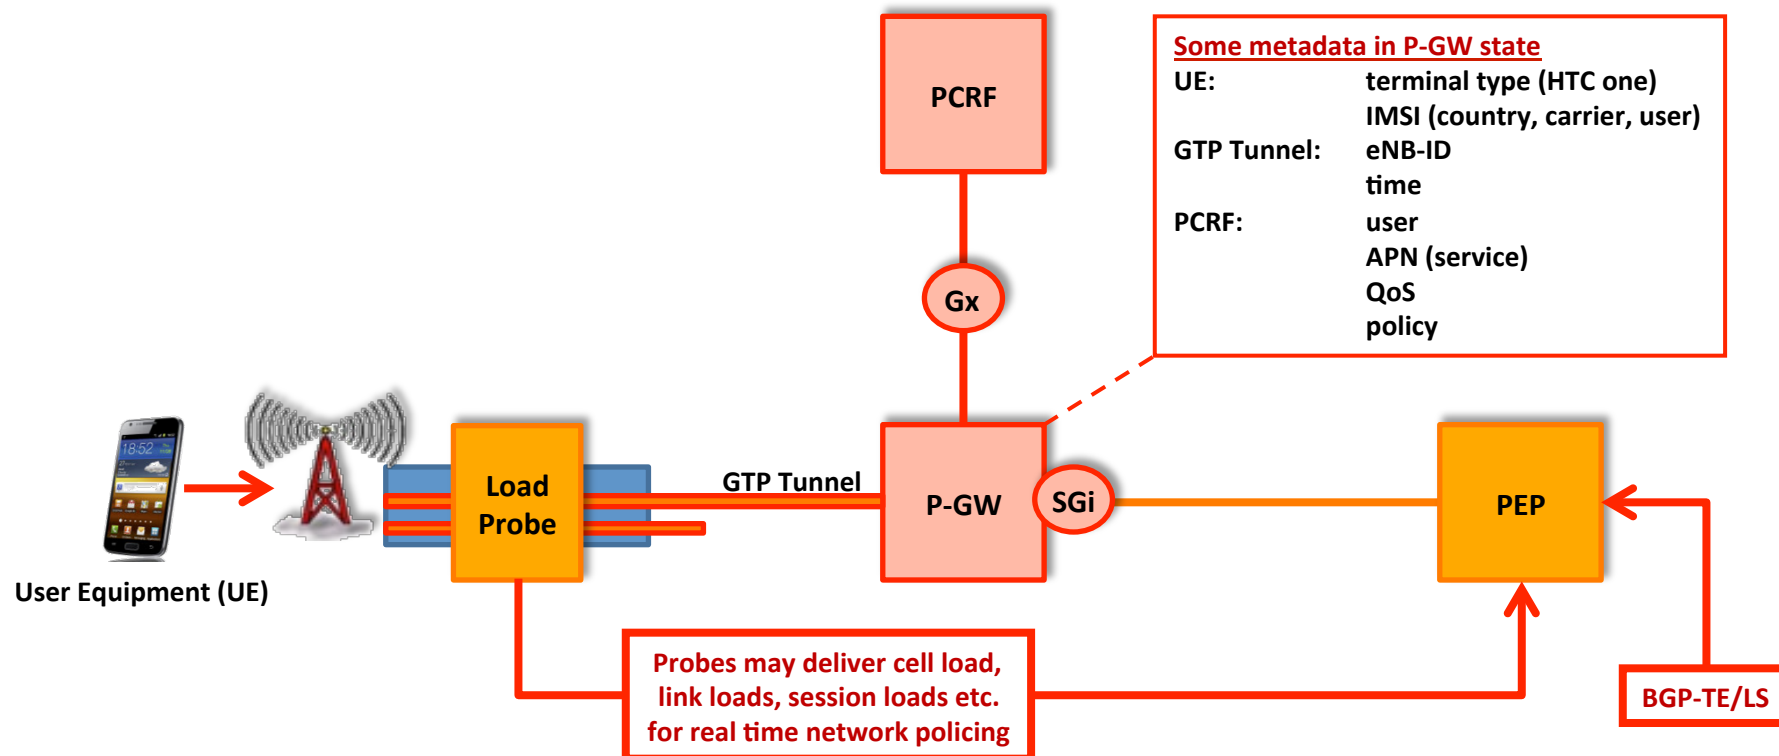 PCRF
Some metadata in P-GW state
UE: terminal type (HTC one)
IMSI (country, carrier, user)
GTP Tunnel: eNB-ID
time
PCRF: user
APN (service)
QoS
policy
Gx
18:52
Load
Probe
GTP Tunnel
P-GW
SGi
PEP
User Equipment (UE)
Probes may deliver cell load,
link loads, session loads etc.
for real time network policing
BGP-TE/LS